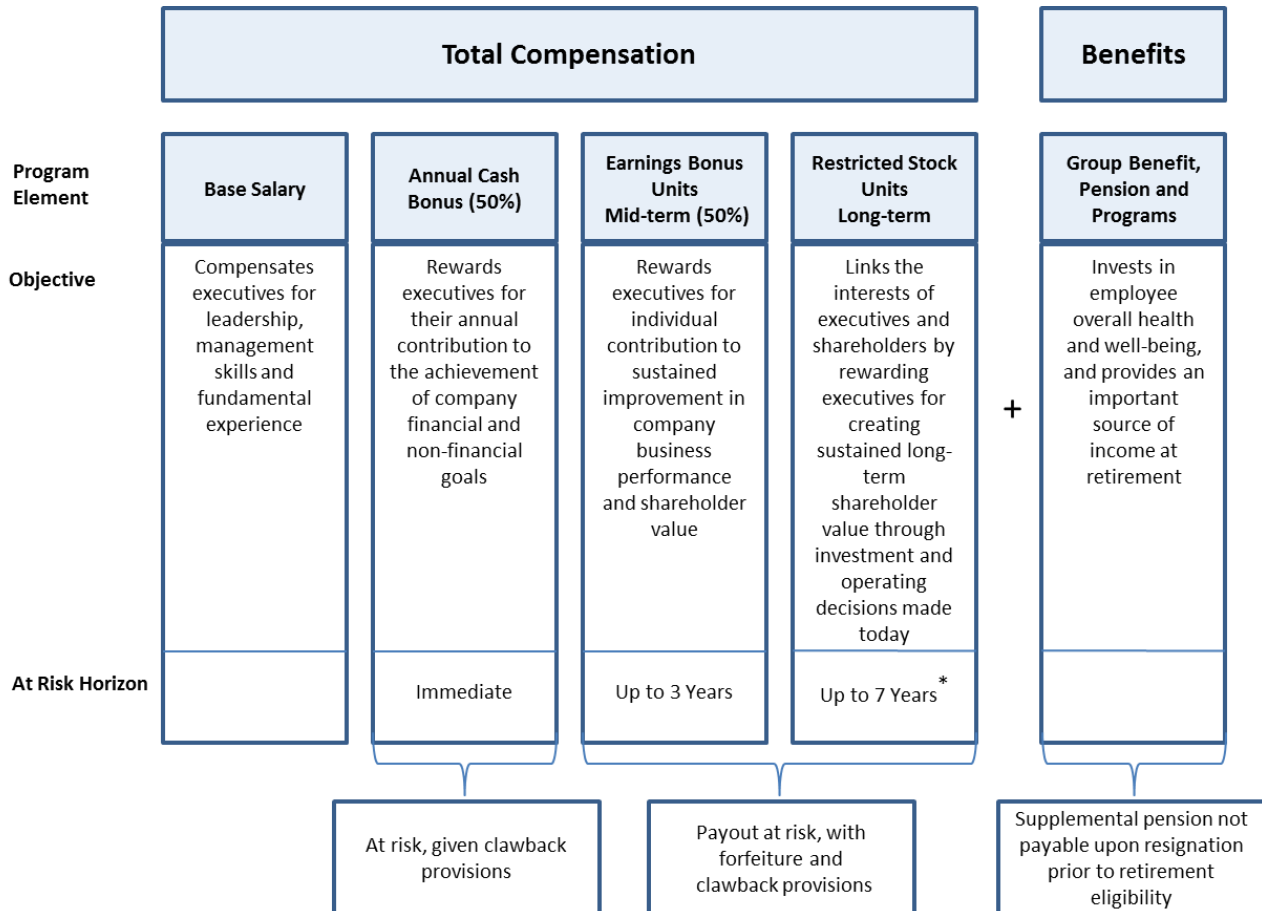 Total Compensation
Benefits
Program
Element
Base Salary
Annual Cash
Bonus (50%)
Earnings Bonus
Units
Mid-term (50%)
Restricted Stock
Units
Long-term
Group Benefit,
Pension and
Programs
Objective
Compensates
executives for
leadership,
management
skills and
fundamental
experience
Rewards
executives for
their annual
contribution to
the achievement
of company
financial and
non-financial
goals
Rewards
executives for
individual
contribution to
sustained
improvement in
company
business
performance
and shareholder
value
Links the
interests of
executives and
shareholders by
rewarding
executives for
creating
sustained long-
term
shareholder
value through
investment and
operating
decisions made
today
+
Invests in
employee
overall health
and well-being,
and provides an
important
source of
income at
retirement
At Risk Horizon
Immediate
Up to 3 Years
Up to 7 Years*
At risk, given clawback
provisions
Payout at risk, with
forfeiture and
clawback provisions
Supplemental pension not
payable upon resignation
prior to retirement
eligibility